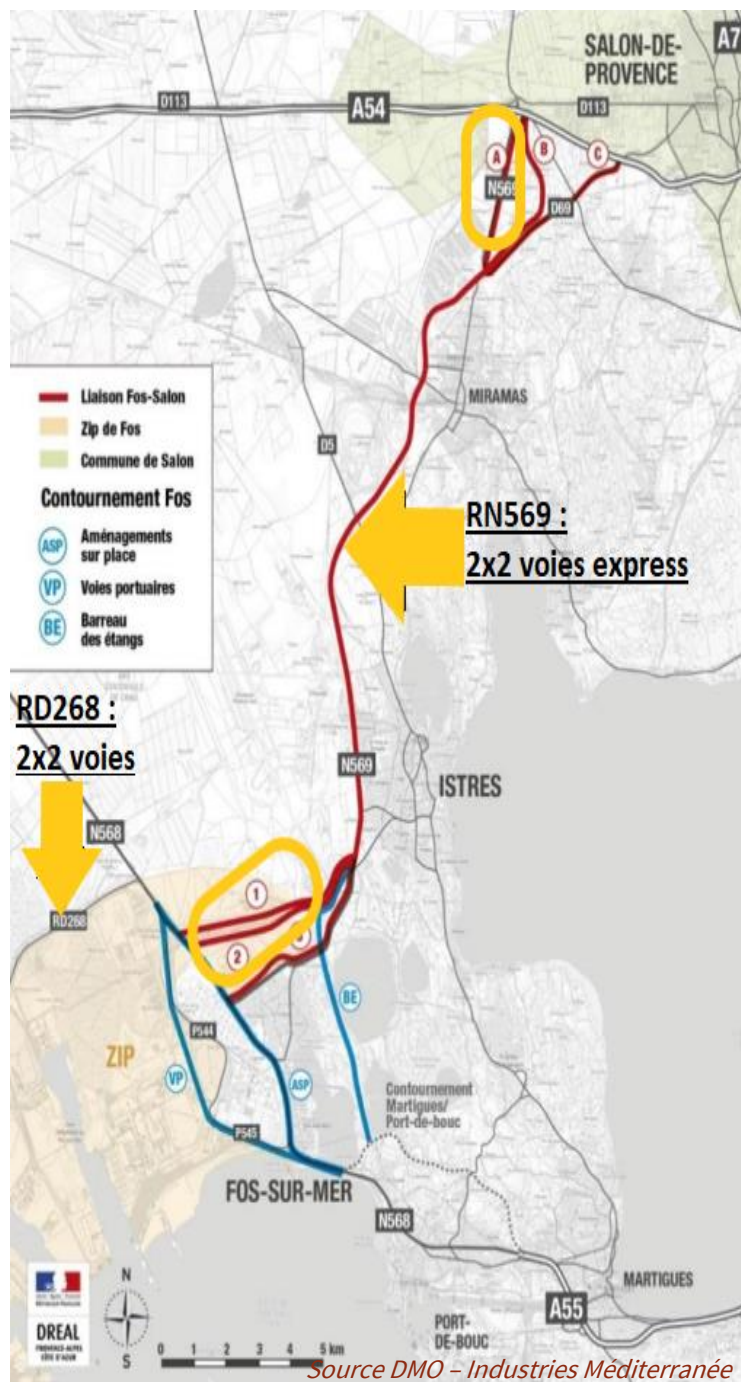 SALON-DE-
PROVENCE
A7
D113
A54
D113
A
B
C
N569
D69
Liaison Fos-Salon
Zip de Fos
Commune de Salon
Contournement Fos
ASP
Aménagements
sur place
VP
Voies portuaires
BE
Barreau
des étangs
MIRAMAS
D5
RN569 :
2x2 voies express
RD268 :
2x2 voies
N569
ISTRES
N568
RD268
1
2
BE
P544
ZIP
VP
ASP
Contournement
Martigues/
Port-de-bouc
P545
FOS-SUR-MER
N568
MARTIGUES
A55
PORT-
DE-BOUC
DREAL
PROVENCE-ALPES
CÔTE D'AZUR
N
S
0 1 2 3 4 5 km
Source DMO – Industries Méditerranée